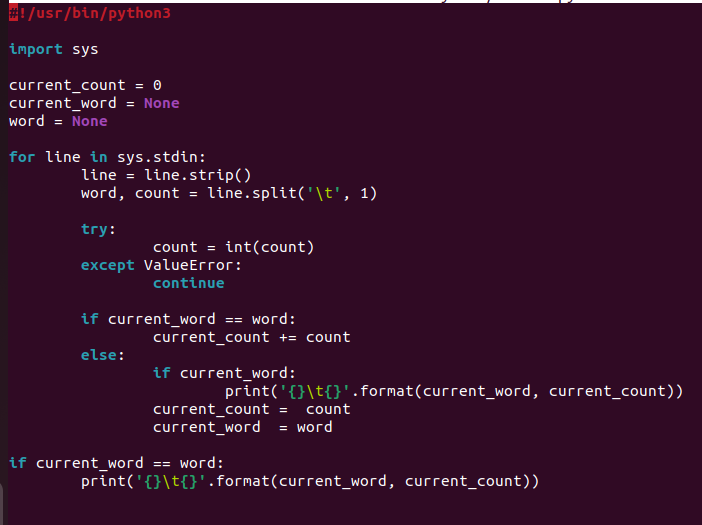 #!/usr/bin/python3

import sys

current_count = 0
current_word = None
word = None

for line in sys.stdin:
        line = line.strip()
        word, count = line.split('\t', 1)

        try:
                count = int(count)
        except ValueError:
                continue

        if current_word == word:
                current_count += count
        else:
                if current_word:
                        print('{}\t{}'.format(current_word, current_count))
                current_count =  count
                current_word  = word

if current_word == word:
        print('{}\t{}'.format(current_word, current_count))